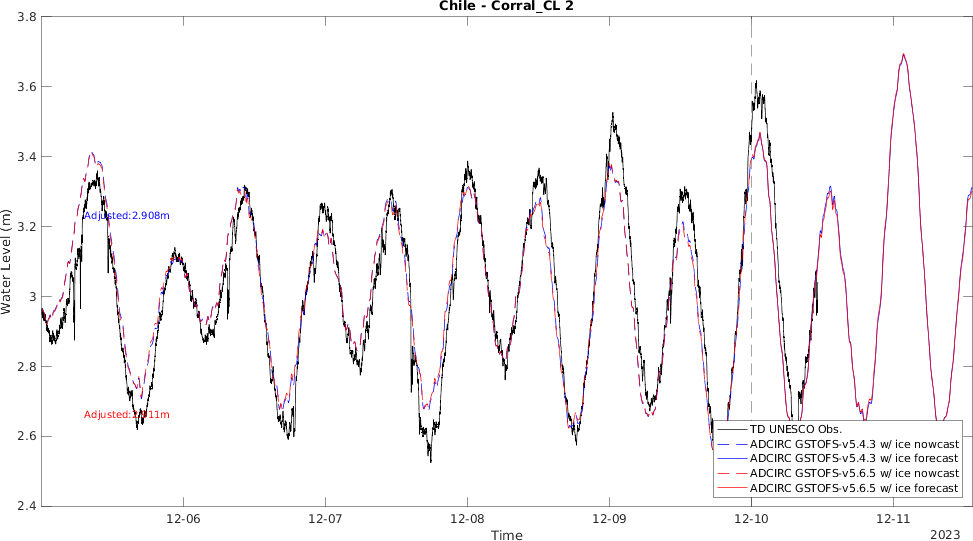 Chile - Corral_CL 2
3.8
3.6
3.4
3.2
3
2.8
2.6
2.4
Water Level (m)
Adjusted:2.908m
TD UNESCO Obs.
ADCIRC GSTOFS-v5.4.3 w/ ice nowcast
ADCIRC GSTOFS-v5.4.3 w/ ice forecast
ADCIRC GSTOFS-v5.6.5 w/ ice nowcast
ADCIRC GSTOFS-v5.6.5 w/ ice forecast
12-06
12-07
12-08
12-09
12-10
12-11
Time
2023